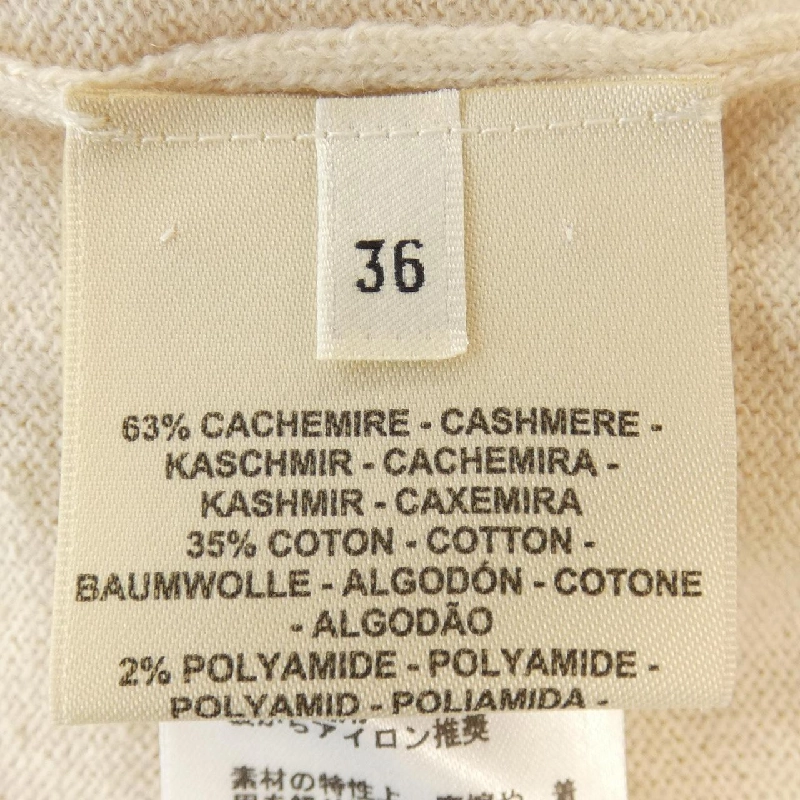 36
63% CACHEMIRE - CASHMERE -
KASCHMIR - CACHEMIRA -
KASHMIR - CAXEMIRA
35% COTON - COTTON -
BAUMWOLLE - ALGODÓN - COTONE
- ALGODÃO
2% POLYAMIDE - POLYAMIDE -
POLYAMID - POLIAMIDA -
アイロン推奨
素材の特性上
着